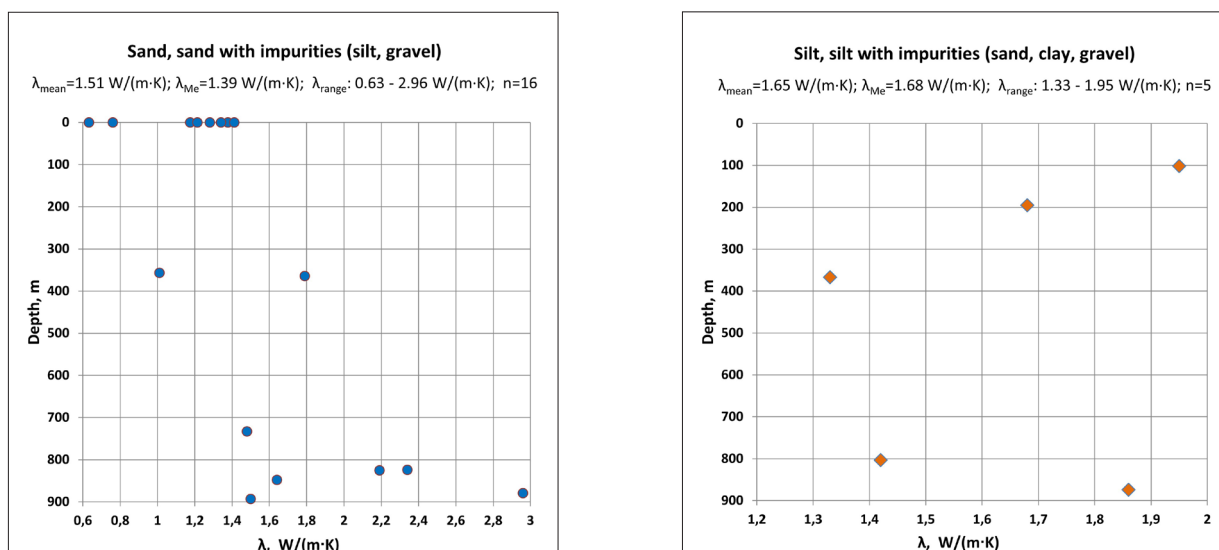 Sand, sand with impurities (silt, gravel)
λmean=1.51 W/(m·K); λMe=1.39 W/(m·K); λrange: 0.63 - 2.96 W/(m·K); n=16
0
100
200
300
400
500
600
700
800
900
Depth, m
0,6 0,8 1 1,2 1,4 1,6 1,8 2 2,2 2,4 2,6 2,8 3
λ, W/(m·K)
Silt, silt with impurities (sand, clay, gravel)
λmean=1.65 W/(m·K); λMe=1.68 W/(m·K); λrange: 1.33 - 1.95 W/(m·K); n=5
0
100
200
300
400
500
600
700
800
900
Depth, m
1,2 1,3 1,4 1,5 1,6 1,7 1,8 1,9 2
λ, W/(m·K)